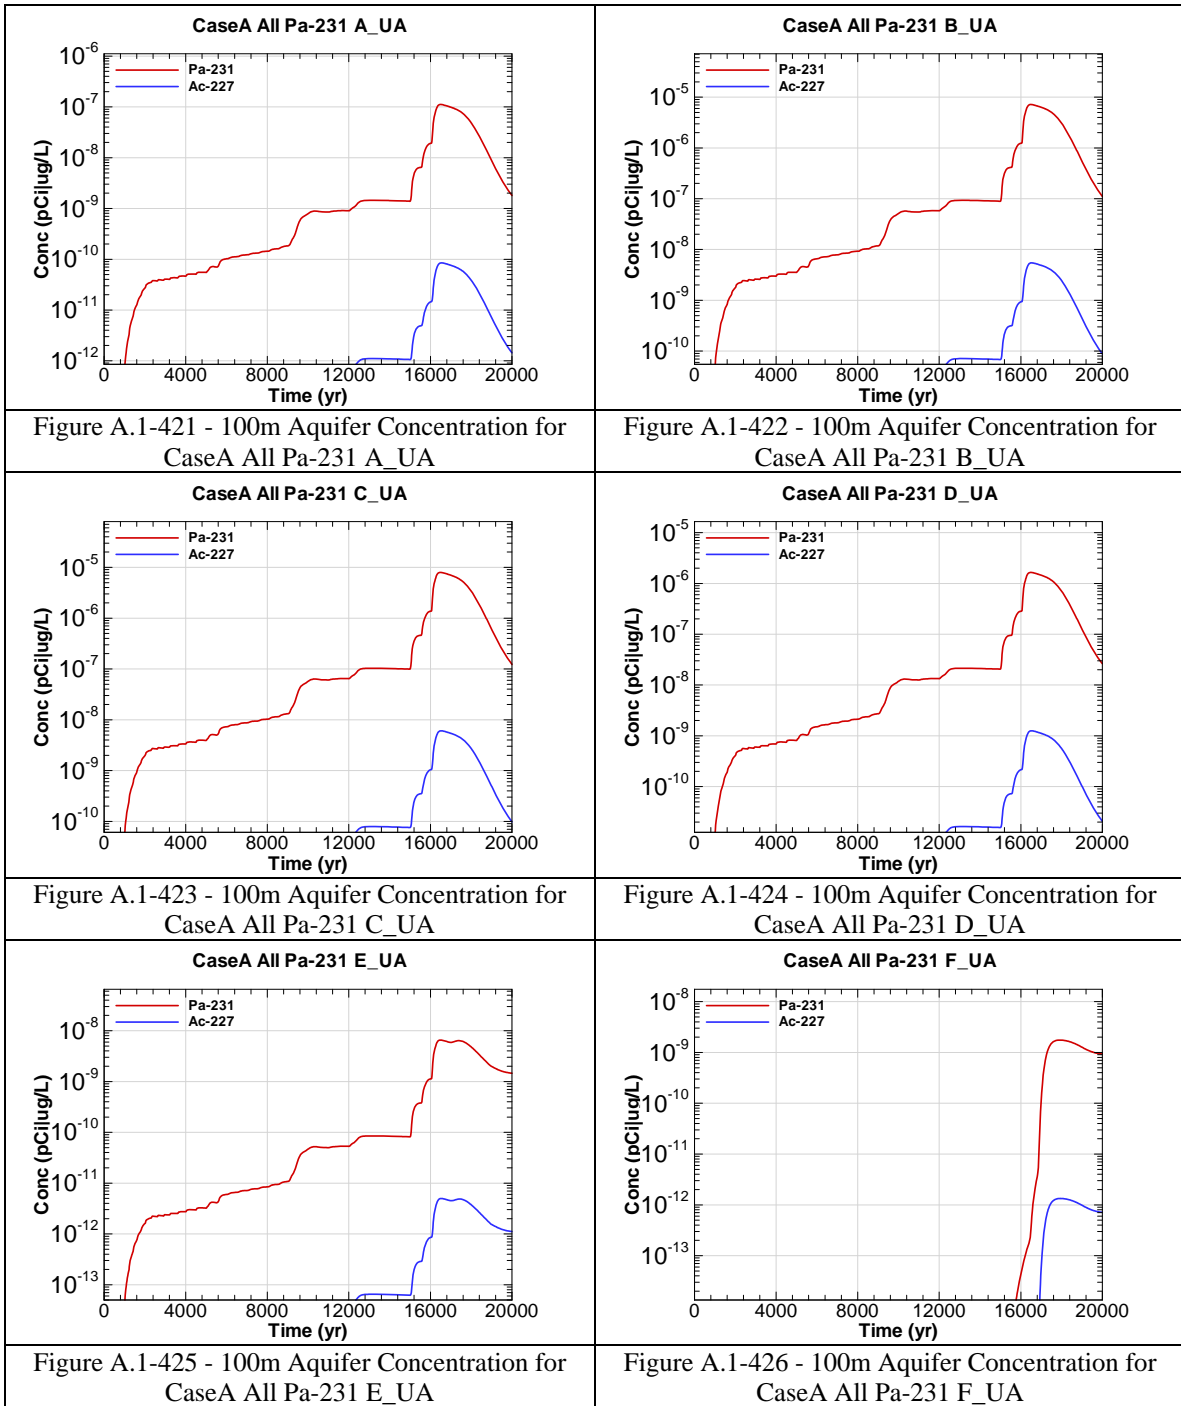 CaseA All Pa-231 A_UA
Pa-231
Ac-227
Conc (pCi|ug/L)
10-6
10-7
10-8
10-9
10-10
10-11
10-12
0 4000 8000 12000 16000 20000
Time (yr)
Figure A.1-421 - 100m Aquifer Concentration for
CaseA All Pa-231 A_UA
CaseA All Pa-231 B_UA
Pa-231
Ac-227
Conc (pCi|ug/L)
10-5
10-6
10-7
10-8
10-9
10-10
0 4000 8000 12000 16000 20000
Time (yr)
Figure A.1-422 - 100m Aquifer Concentration for
CaseA All Pa-231 B_UA
CaseA All Pa-231 C_UA
Pa-231
Ac-227
Conc (pCi|ug/L)
10-5
10-6
10-7
10-8
10-9
10-10
0 4000 8000 12000 16000 20000
Time (yr)
Figure A.1-423 - 100m Aquifer Concentration for
CaseA All Pa-231 C_UA
CaseA All Pa-231 D_UA
Pa-231
Ac-227
Conc (pCi|ug/L)
10-5
10-6
10-7
10-8
10-9
10-10
0 4000 8000 12000 16000 20000
Time (yr)
Figure A.1-424 - 100m Aquifer Concentration for
CaseA All Pa-231 D_UA
CaseA All Pa-231 E_UA
Pa-231
Ac-227
Conc (pCi|ug/L)
10-8
10-9
10-10
10-11
10-12
10-13
0 4000 8000 12000 16000 20000
Time (yr)
Figure A.1-425 - 100m Aquifer Concentration for
CaseA All Pa-231 E_UA
CaseA All Pa-231 F_UA
Pa-231
Ac-227
Conc (pCi|ug/L)
10-8
10-9
10-10
10-11
10-12
10-13
0 4000 8000 12000 16000 20000
Time (yr)
Figure A.1-426 - 100m Aquifer Concentration for
CaseA All Pa-231 F_UA